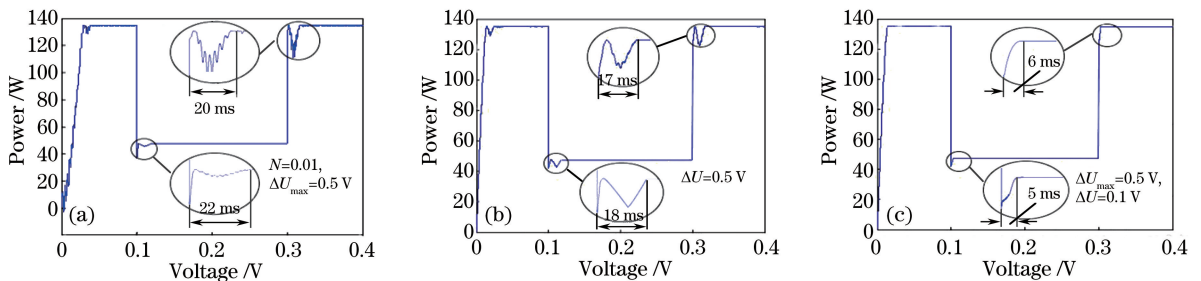 140
120
100
80
60
40
20
0
Power /W
20 ms
22 ms
N=0.01,
ΔUmax=0.5 V
(a)
0 0.1 0.2 0.3 0.4
Voltage /V
140
120
100
80
60
40
20
0
Power /W
17 ms
18 ms
ΔU=0.5 V
(b)
0 0.1 0.2 0.3 0.4
Voltage /V
140
120
100
80
60
40
20
0
Power /W
6 ms
5 ms
ΔUmax=0.5 V,
ΔU=0.1 V
(c)
0 0.1 0.2 0.3 0.4
Voltage /V